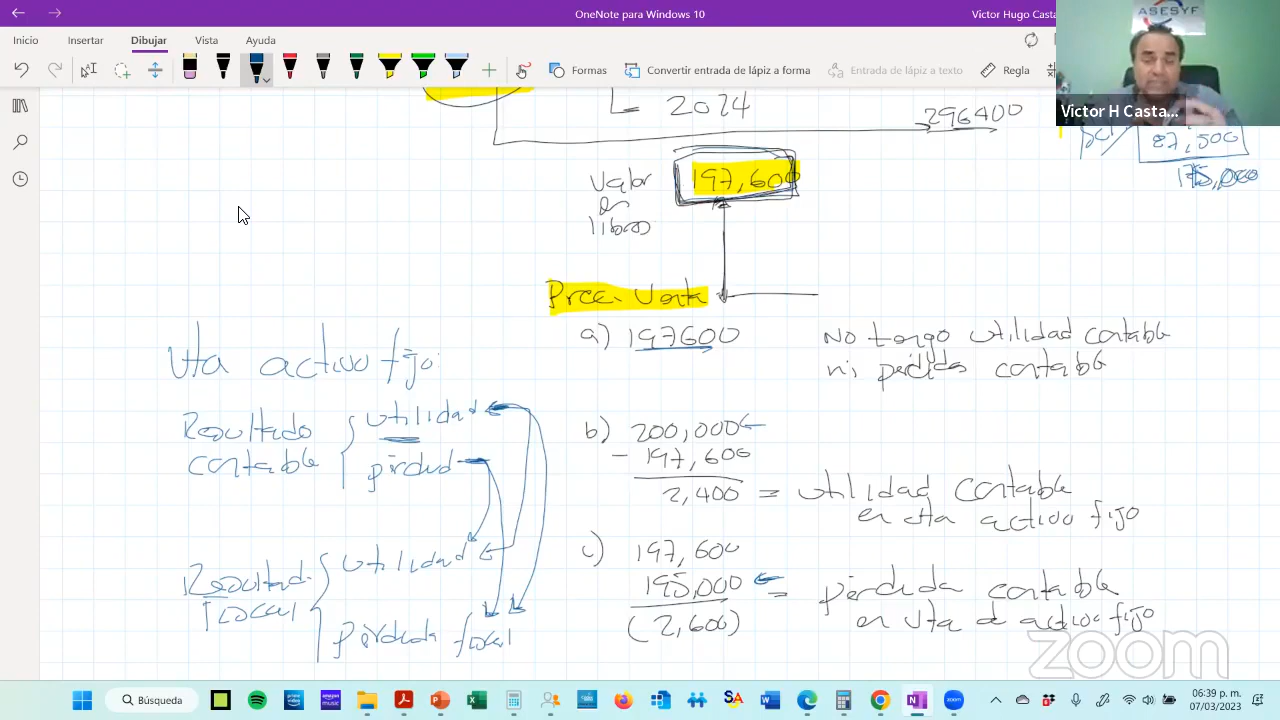 OneNote para Windows 10
Victor Hugo Casta
ASESYF
Inicio Insertar Dibujar Vista Ayuda
Formas Convertir entrada de lápiz a forma Entrada de lápiz a texto Regla
Victor H Casta...
2024
296400
87,500
175,000
Valor en libros
197,600
Prec. Venta
a) 197600
No tengo utilidad contable
ni pérdida contable
Vta activo fijo:
Resultado contable
utilidad
pérdida
b) 200,000
- 197,600
2,400 = utilidad contable
en vta activo fijo
c) 197,600
195,000
(2,600)
= pérdida contable
en vta de activo fijo
Resultado fiscal
utilidad
pérdida fiscal
zoom
Búsqueda
06:39 p. m.
07/03/2023